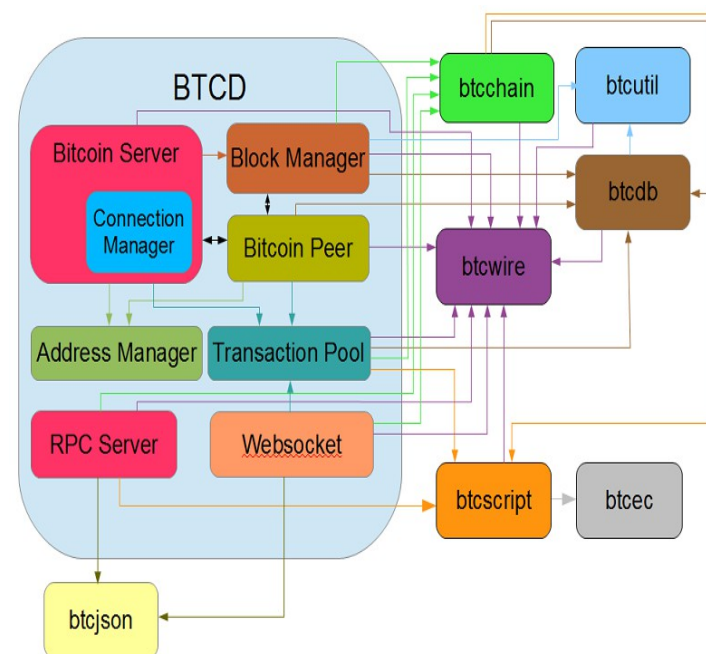 BTCD
btcchain
btcutil
Bitcoin Server
Block Manager
btcdb
Connection
Manager
Bitcoin Peer
btcwire
Address Manager
Transaction Pool
RPC Server
Websocket
btcscript
btcec
btcjson